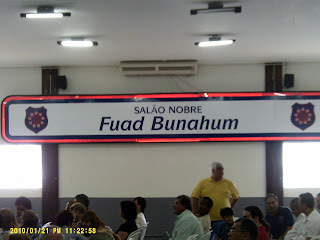 SALÃO NOBRE
Fuad Bunahum
2010/01/21 PM 11:22:58